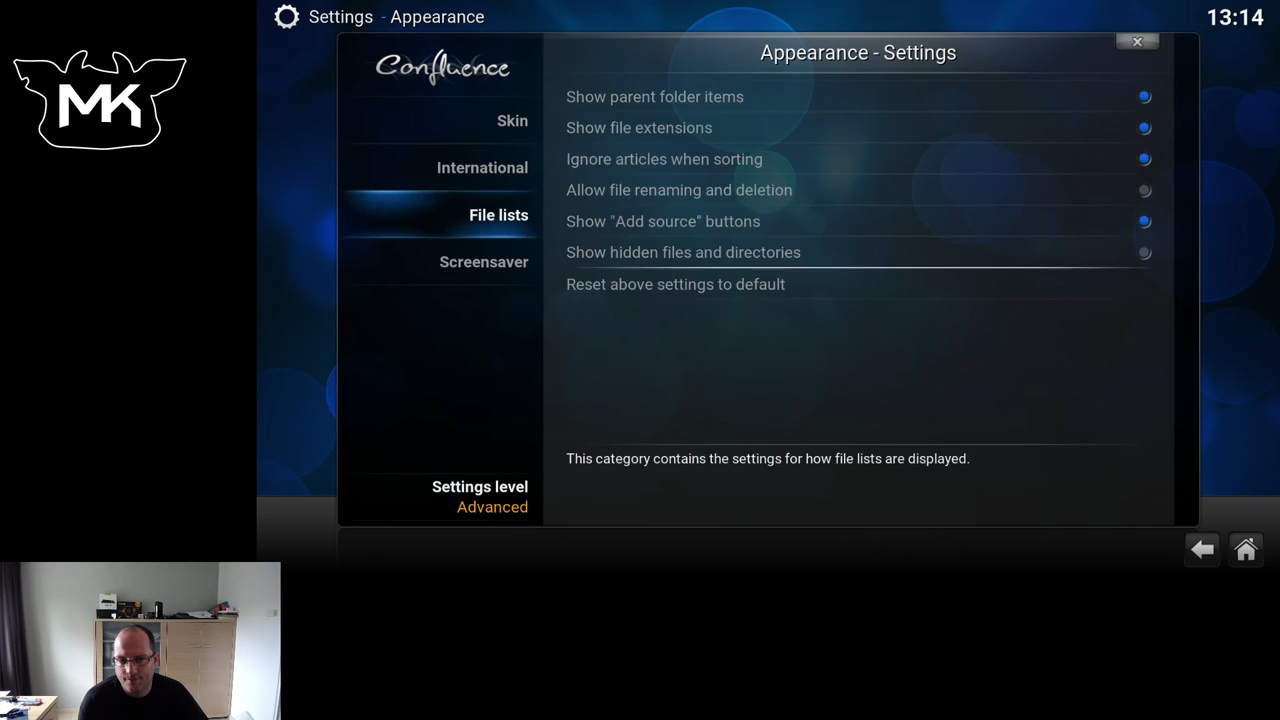 Settings - Appearance
13:14
MK
Confluence
Appearance - Settings
Skin
International
File lists
Screensaver
Settings level
Advanced
Show parent folder items
Show file extensions
Ignore articles when sorting
Allow file renaming and deletion
Show "Add source" buttons
Show hidden files and directories
Reset above settings to default
This category contains the settings for how file lists are displayed.